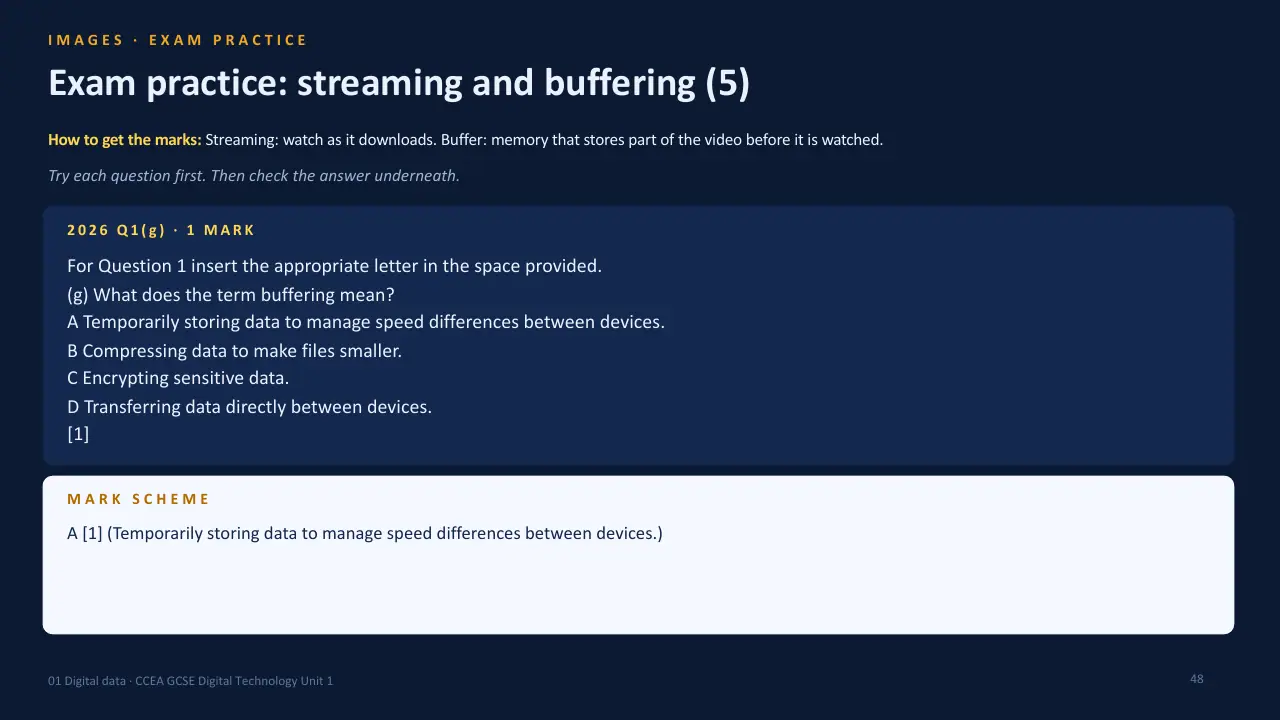 IMAGES · EXAM PRACTICE
Exam practice: streaming and buffering (5)
How to get the marks: Streaming: watch as it downloads. Buffer: memory that stores part of the video before it is watched.
Try each question first. Then check the answer underneath.
2026 Q1(g) · 1 MARK
For Question 1 insert the appropriate letter in the space provided.
(g) What does the term buffering mean?
A Temporarily storing data to manage speed differences between devices.
B Compressing data to make files smaller.
C Encrypting sensitive data.
D Transferring data directly between devices.
[1]
MARK SCHEME
A [1] (Temporarily storing data to manage speed differences between devices.)
01 Digital data · CCEA GCSE Digital Technology Unit 1
48